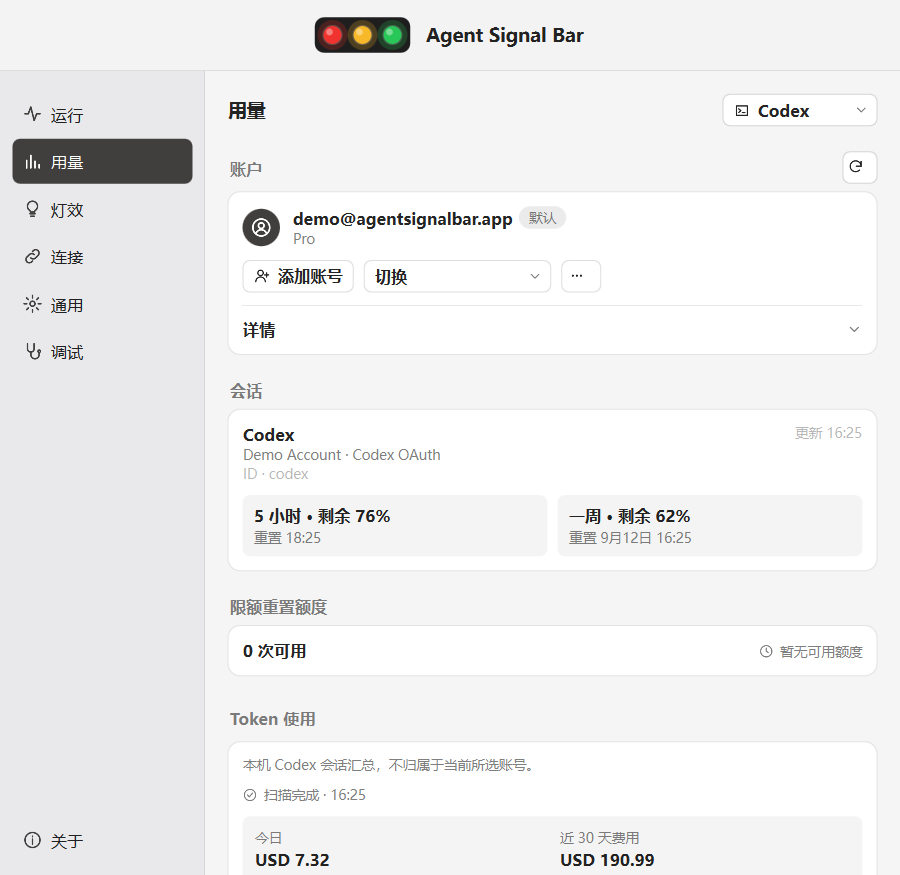 Agent Signal Bar
运行
用量
灯效
连接
通用
调试
关于
用量
Codex
账户
demo@agentsignalbar.app 默认
Pro
添加账号 切换 ...
详情
会话
Codex 更新 16:25
Demo Account · Codex OAuth
ID · codex
5 小时 • 剩余 76% 一周 • 剩余 62%
重置 18:25 重置 9月12日 16:25
限额重置额度
0 次可用 暂无可用额度
Token 使用
本机 Codex 会话汇总，不归属于当前所选账号。
扫描完成 · 16:25
今日 近 30 天费用
USD 7.32 USD 190.99